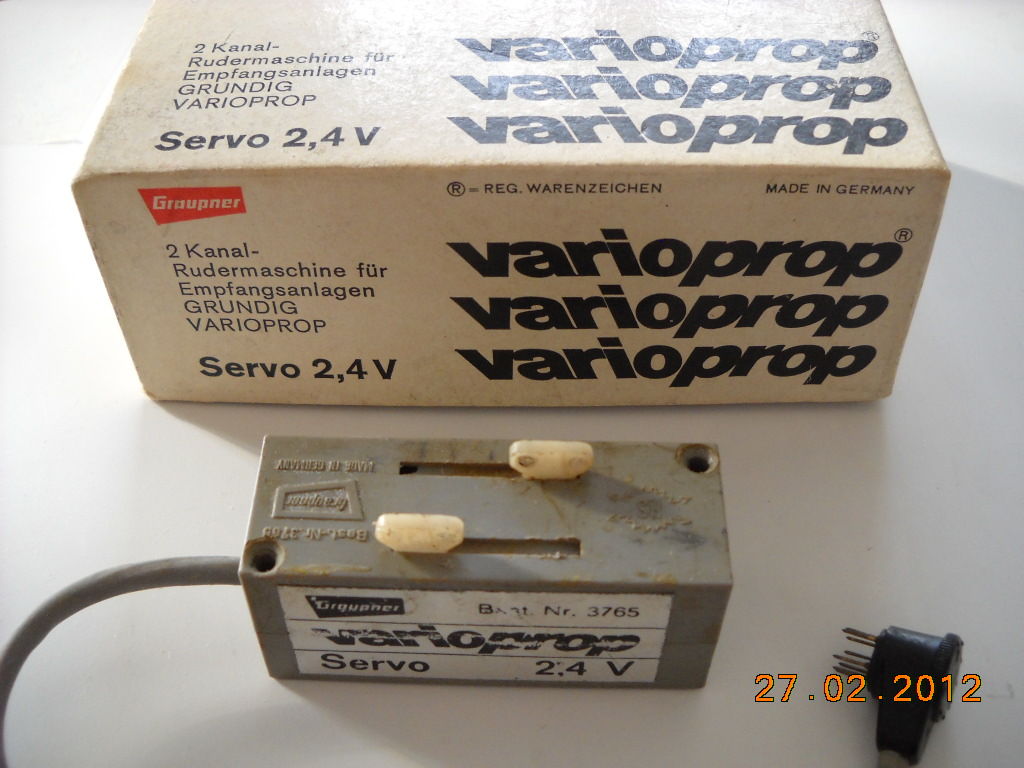 2 Kanal-
Rudermaschine für
Empfangsanlagen
GRUNDIG
VARIOPROP
Servo 2,4 V
varioprop®
varioprop
varioprop
Graupner
® = REG. WARENZEICHEN
MADE IN GERMANY
2 Kanal-
Rudermaschine für
Empfangsanlagen
GRUNDIG
VARIOPROP
Servo 2,4 V
varioprop®
varioprop
varioprop
MADE IN GERMANY
Graupner
Best.-Nr. 3765
Graupner
Best. Nr. 3765
varioprop
Servo 2,4 V
27.02.2012